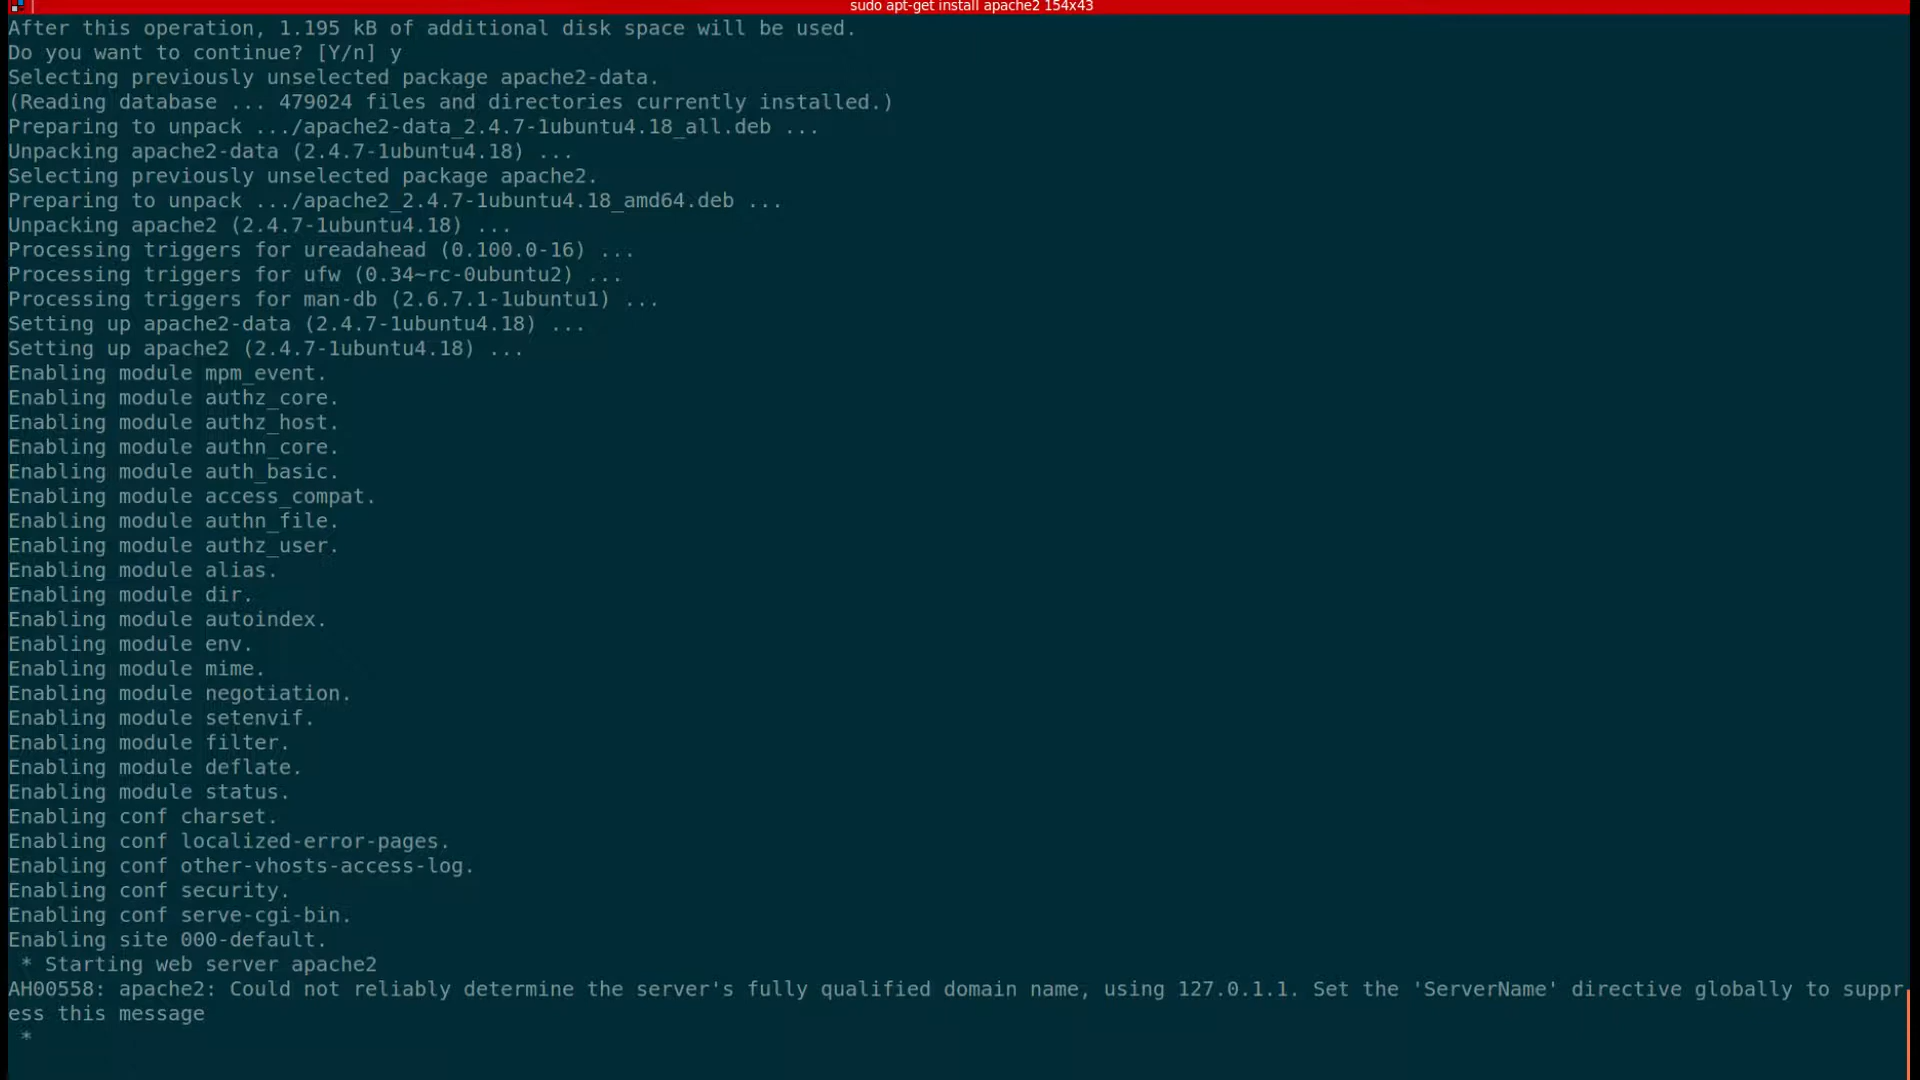 sudo apt-get install apache2 154x43
After this operation, 1.195 kB of additional disk space will be used.
Do you want to continue? [Y/n] y
Selecting previously unselected package apache2-data.
(Reading database ... 479024 files and directories currently installed.)
Preparing to unpack .../apache2-data_2.4.7-1ubuntu4.18_all.deb ...
Unpacking apache2-data (2.4.7-1ubuntu4.18) ...
Selecting previously unselected package apache2.
Preparing to unpack .../apache2_2.4.7-1ubuntu4.18_amd64.deb ...
Unpacking apache2 (2.4.7-1ubuntu4.18) ...
Processing triggers for ureadahead (0.100.0-16) ...
Processing triggers for ufw (0.34~rc-0ubuntu2) ...
Processing triggers for man-db (2.6.7.1-1ubuntu1) ...
Setting up apache2-data (2.4.7-1ubuntu4.18) ...
Setting up apache2 (2.4.7-1ubuntu4.18) ...
Enabling module mpm_event.
Enabling module authz_core.
Enabling module authz_host.
Enabling module authn_core.
Enabling module auth_basic.
Enabling module access_compat.
Enabling module authn_file.
Enabling module authz_user.
Enabling module alias.
Enabling module dir.
Enabling module autoindex.
Enabling module env.
Enabling module mime.
Enabling module negotiation.
Enabling module setenvif.
Enabling module filter.
Enabling module deflate.
Enabling module status.
Enabling conf charset.
Enabling conf localized-error-pages.
Enabling conf other-vhosts-access-log.
Enabling conf security.
Enabling conf serve-cgi-bin.
Enabling site 000-default.
 * Starting web server apache2
AH00558: apache2: Could not reliably determine the server's fully qualified domain name, using 127.0.1.1. Set the 'ServerName' directive globally to suppr
ess this message
 *